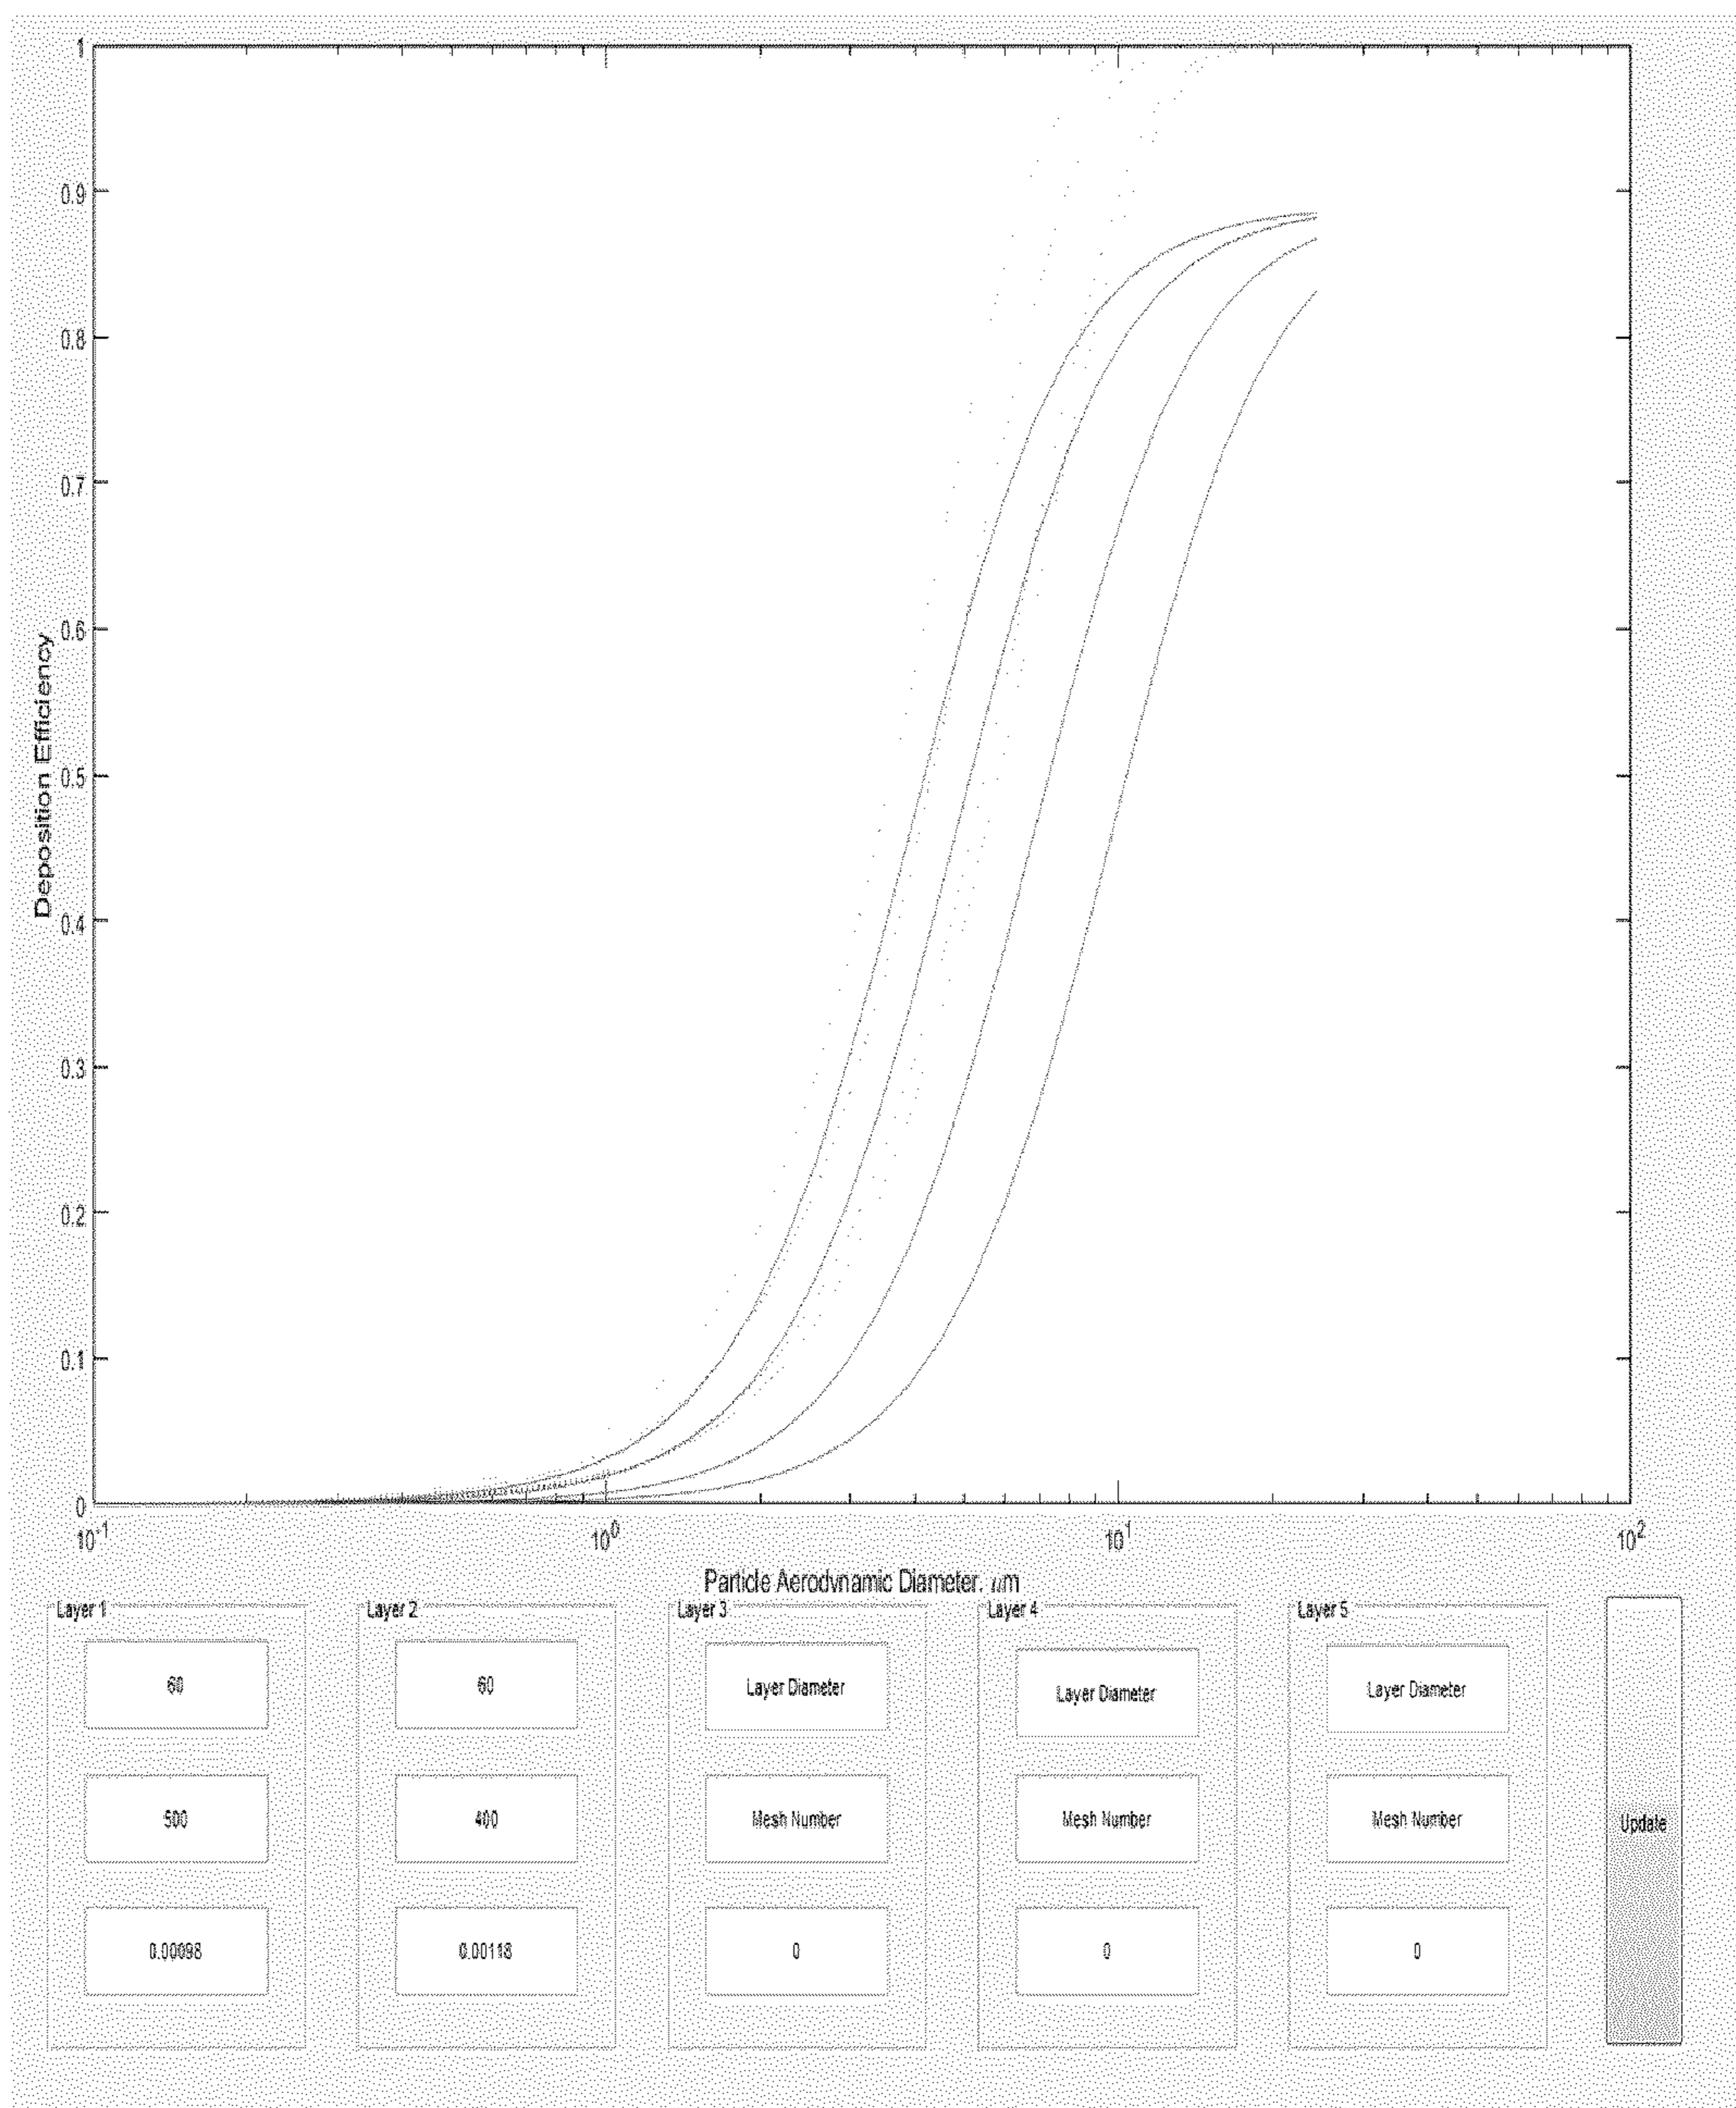 1
0.9
0.8
0.7
0.6
0.5
0.4
0.3
0.2
0.1
0
Deposition Efficiency
10^-1 10^0 10^1 10^2
Particle Aerodynamic Diameter, μm
Layer 1 Layer 2 Layer 3 Layer 4 Layer 5
60 60 Layer Diameter Layer Diameter Layer Diameter
500 400 Mesh Number Mesh Number Mesh Number Update
0.00098 0.00118 0 0 0